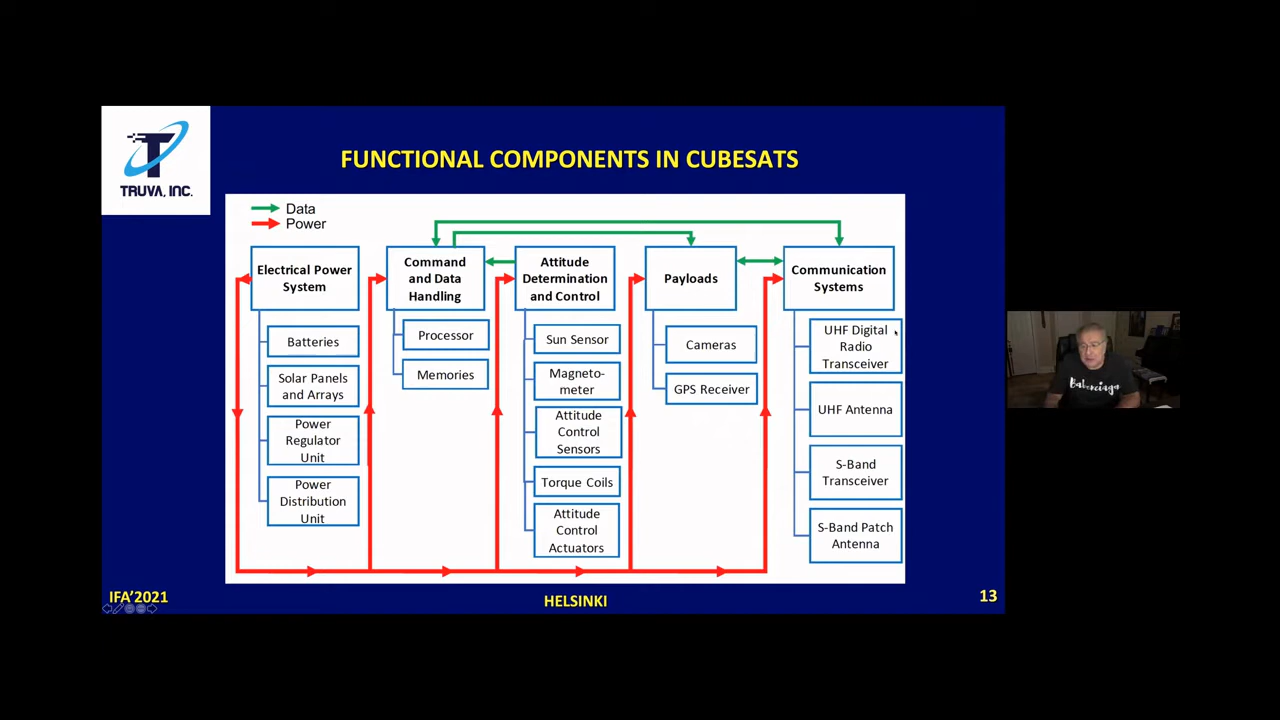 TRUVA, INC.
FUNCTIONAL COMPONENTS IN CUBESATS
Data
Power
Electrical Power
System
Batteries
Solar Panels
and Arrays
Power
Regulator
Unit
Power
Distribution
Unit
Command
and Data
Handling
Processor
Memories
Attitude
Determination
and Control
Sun Sensor
Magneto-
meter
Attitude
Control
Sensors
Torque Coils
Attitude
Control
Actuators
Payloads
Cameras
GPS Receiver
Communication
Systems
UHF Digital
Radio
Transceiver
UHF Antenna
S-Band
Transceiver
S-Band Patch
Antenna
IFA'2021
HELSINKI
13
Babenciaga